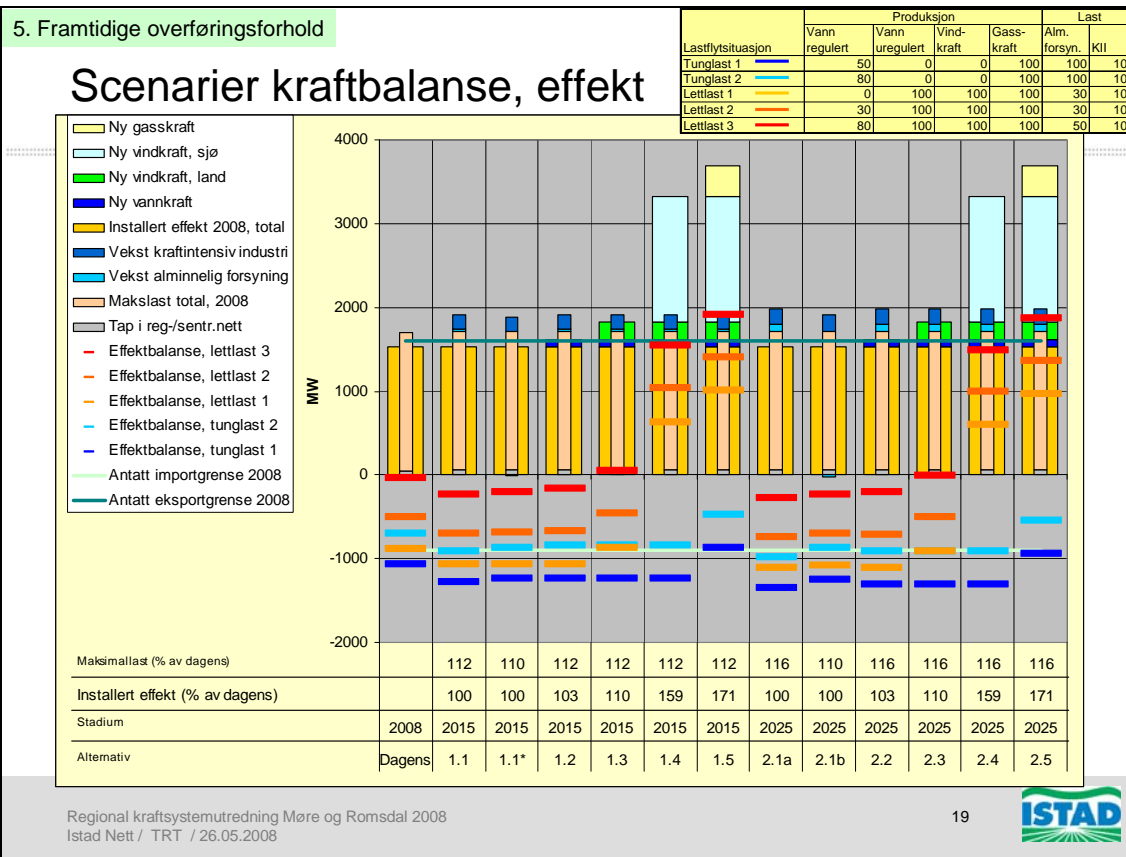 5. Framtidige overføringsforhold
Scenarier kraftbalanse, effekt
Produksjon Last
Lastflytsituasjon Vann regulert Vann uregulert Vind-kraft Gass-kraft Alm. forsyn. KII
Tunglast 1 50 0 0 100 100 10
Tunglast 2 80 0 0 100 100 10
Lettlast 1 0 100 100 100 30 10
Lettlast 2 30 100 100 100 30 10
Lettlast 3 80 100 100 100 50 10
Ny gasskraft
Ny vindkraft, sjø
Ny vindkraft, land
Ny vannkraft
Installert effekt 2008, total
Vekst kraftintensiv industri
Vekst alminnelig forsyning
Makslast total, 2008
Tap i reg-/sentr.nett
Effektbalanse, lettlast 3
Effektbalanse, lettlast 2
Effektbalanse, lettlast 1
Effektbalanse, tunglast 2
Effektbalanse, tunglast 1
Antatt importgrense 2008
Antatt eksportgrense 2008
MW
4000
3000
2000
1000
0
-1000
-2000
Maksimallast (% av dagens) 112 110 112 112 112 112 116 110 116 116 116 116
Installert effekt (% av dagens) 100 100 103 110 159 171 100 100 103 110 159 171
Stadium 2008 2015 2015 2015 2015 2015 2015 2025 2025 2025 2025 2025 2025
Alternativ Dagens 1.1 1.1* 1.2 1.3 1.4 1.5 2.1a 2.1b 2.2 2.3 2.4 2.5
Regional kraftsystemutredning Møre og Romsdal 2008
Istad Nett / TRT / 26.05.2008
19
ISTAD